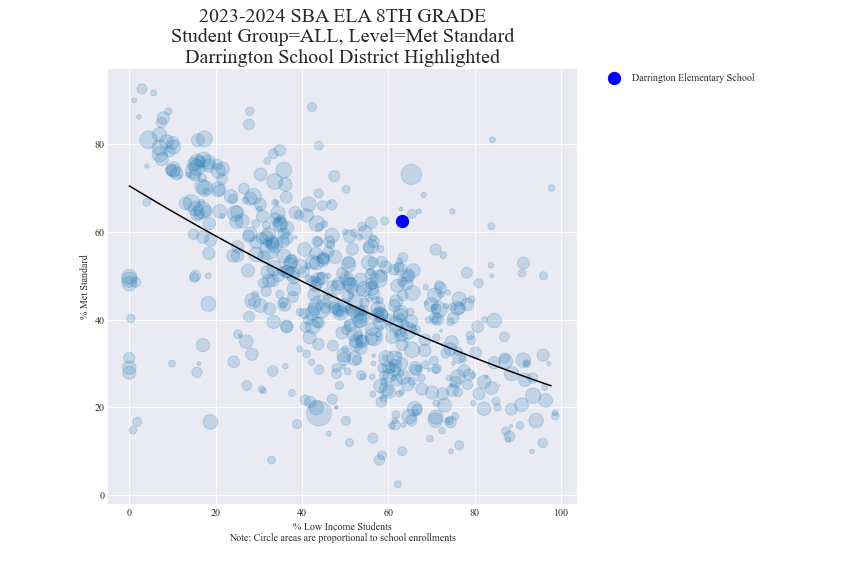 2023-2024 SBA ELA 8TH GRADE
Student Group=ALL, Level=Met Standard
Darrington School District Highlighted
Darrington Elementary School
% Met Standard
80
60
40
20
0
0 20 40 60 80 100
% Low Income Students
Note: Circle areas are proportional to school enrollments